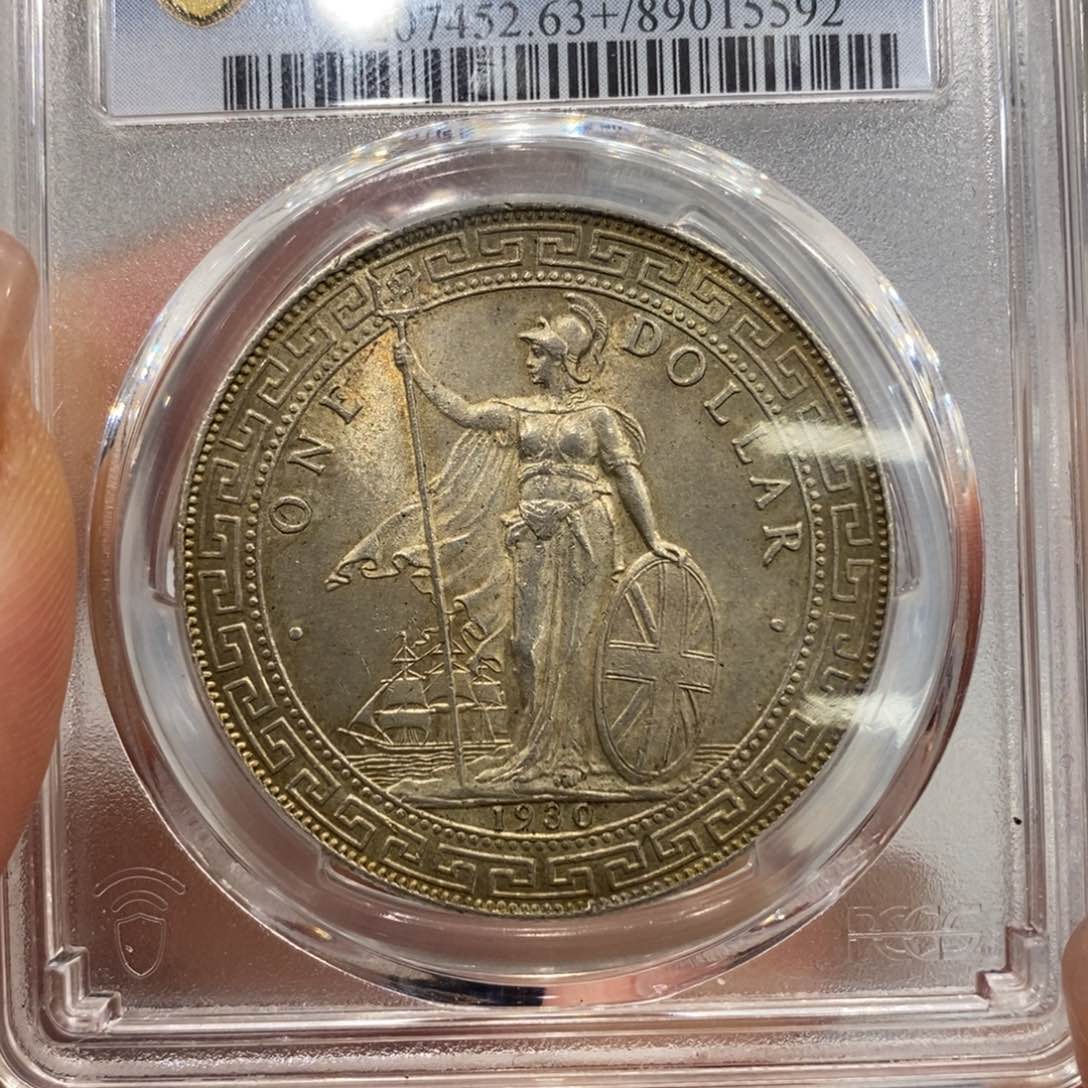 07452.63+/89015592
ONE DOLLAR
1930
PCGS